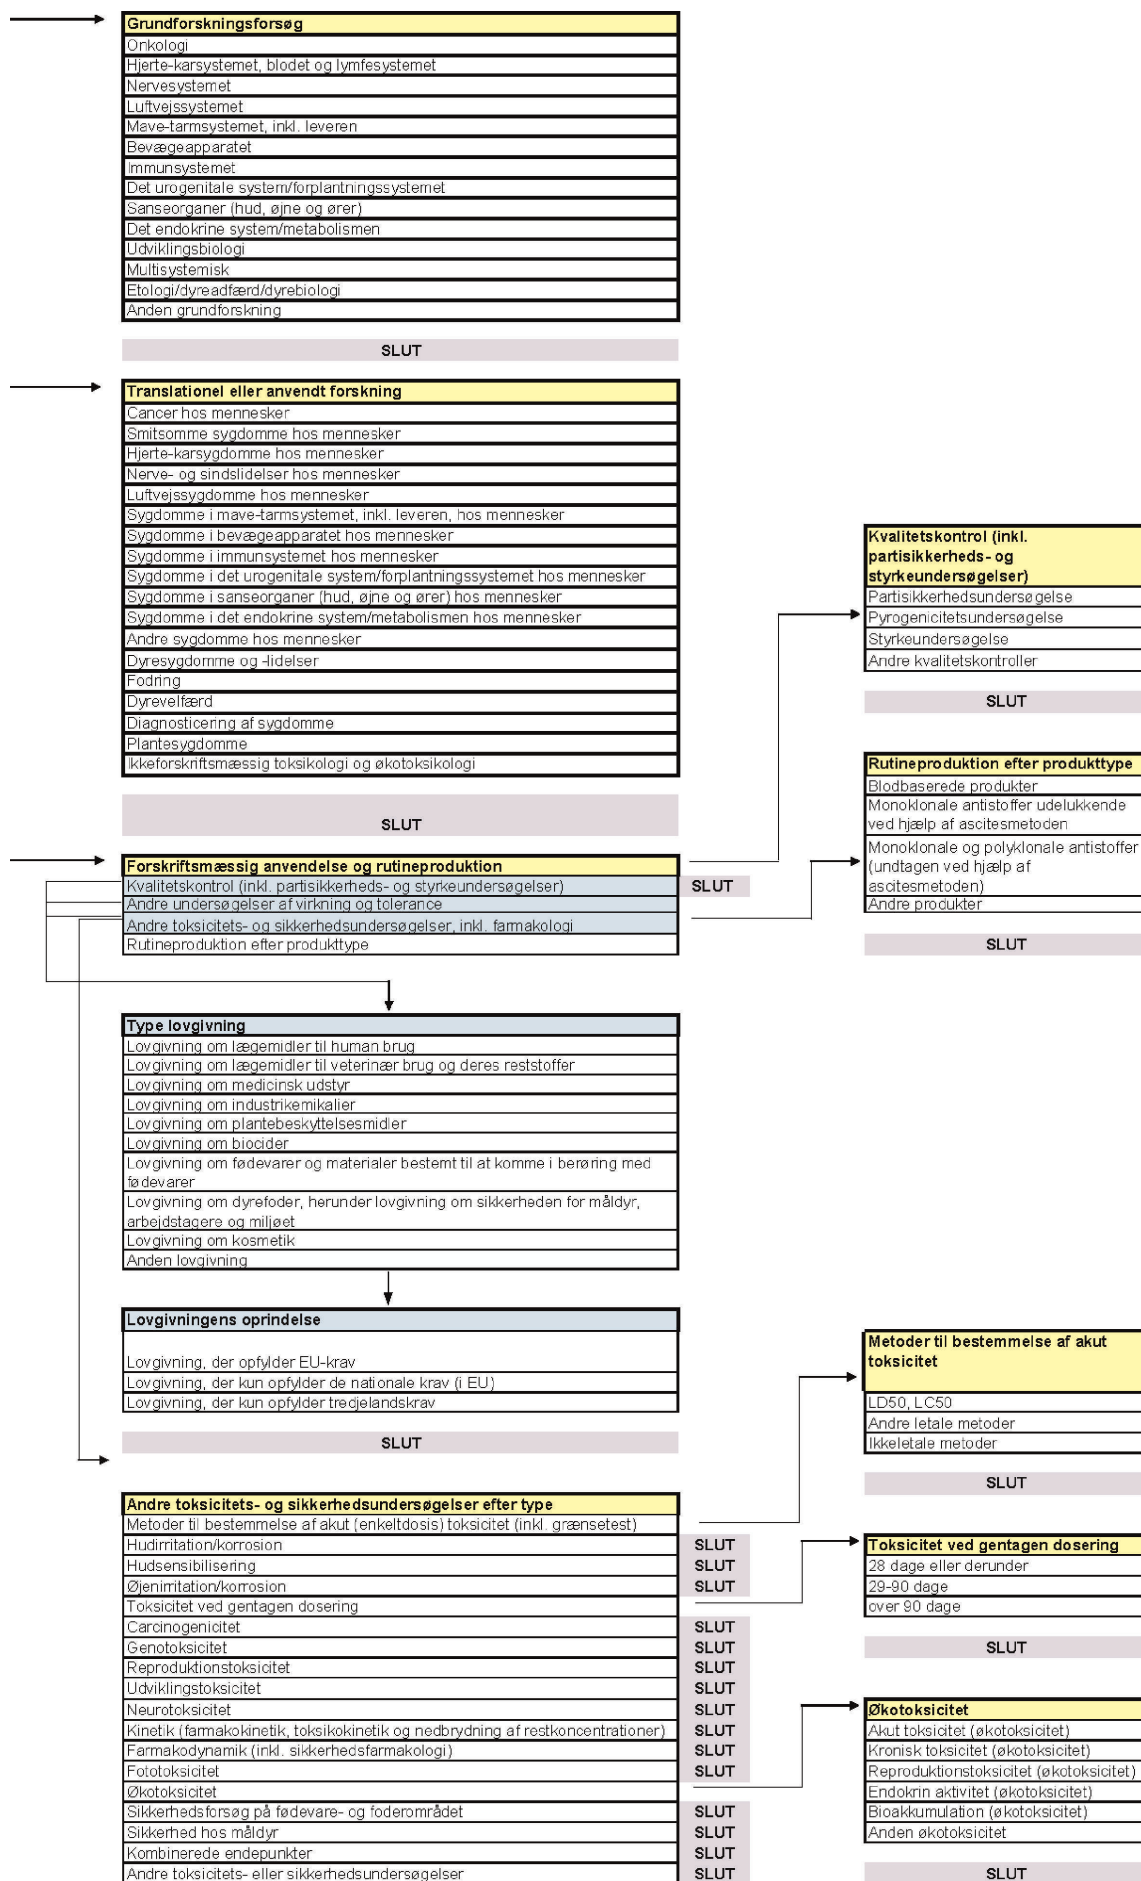 Grundforskningsforsøg
Onkologi
Hjerte-karsystemet, blodet og lymfesystemet
Nervesystemet
Luftvejssystemet
Mave-tarmsystemet, inkl. leveren
Bevægeapparatet
Immunsystemet
Det urogenitale system/forplantningssystemet
Sanseorganer (hud, øjne og ører)
Det endokrine system/metabolismen
Udviklingsbiologi
Multisystemisk
Etologi/dyreadfærd/dyrebiologi
Anden grundforskning
SLUT
Translationel eller anvendt forskning
Cancer hos mennesker
Smitsomme sygdomme hos mennesker
Hjerte-karsygdomme hos mennesker
Nerve- og sindslidelser hos mennesker
Luftvejssygdomme hos mennesker
Sygdomme i mave-tarmsystemet, inkl. leveren, hos mennesker
Sygdomme i bevægeapparatet hos mennesker
Sygdomme i immunsystemet hos mennesker
Sygdomme i det urogenitale system/forplantningssystemet hos mennesker
Sygdomme i sanseorganer (hud, øjne og ører) hos mennesker
Sygdomme i det endokrine system/metabolismen hos mennesker
Andre sygdomme hos mennesker
Dyresygdomme og -lidelser
Fodring
Dyrevelfærd
Diagnosticering af sygdomme
Plantesygdomme
Ikkeforskriftsmæssig toksikologi og økotoksikologi
SLUT
Kvalitetskontrol (inkl.
partisikkerheds- og
styrkeundersøgelser)
Partisikkerhedsundersøgelse
Pyrogenicitetsundersøgelse
Styrkeundersøgelse
Andre kvalitetskontroller
SLUT
Rutineproduktion efter produkttype
Blodbaserede produkter
Monoklonale antistoffer udelukkende
ved hjælp af ascitesmetoden
Monoklonale og polyklonale antistoffer
(undtagen ved hjælp af
ascitesmetoden)
Andre produkter
SLUT
Forskriftsmæssig anvendelse og rutineproduktion
Kvalitetskontrol (inkl. partisikkerheds- og styrkeundersøgelser) SLUT
Andre undersøgelser af virkning og tolerance
Andre toksicitets- og sikkerhedsundersøgelser, inkl. farmakologi
Rutineproduktion efter produkttype
Type lovgivning
Lovgivning om lægemidler til human brug
Lovgivning om lægemidler til veterinær brug og deres reststoffer
Lovgivning om medicinsk udstyr
Lovgivning om industrikemikalier
Lovgivning om plantebeskyttelsesmidler
Lovgivning om biocider
Lovgivning om fødevarer og materialer bestemt til at komme i berøring med
fødevarer
Lovgivning om dyrefoder, herunder lovgivning om sikkerheden for måldyr,
arbejdstagere og miljøet
Lovgivning om kosmetik
Anden lovgivning
Lovgivningens oprindelse
Lovgivning, der opfylder EU-krav
Lovgivning, der kun opfylder de nationale krav (i EU)
Lovgivning, der kun opfylder tredjelandskrav
SLUT
Andre toksicitets- og sikkerhedsundersøgelser efter type
Metoder til bestemmelse af akut (enkeltdosis) toksicitet (inkl. grænsetest)
Hudirritation/korrosion SLUT
Hudsensibilisering SLUT
Øjenirritation/korrosion SLUT
Toksicitet ved gentagen dosering
Carcinogenicitet SLUT
Genotoksicitet SLUT
Reproduktionstoksicitet SLUT
Udviklingstoksicitet SLUT
Neurotoksicitet SLUT
Kinetik (farmakokinetik, toksikokinetik og nedbrydning af restkoncentrationer) SLUT
Farmakodynamik (inkl. sikkerhedsfarmakologi) SLUT
Fototoksicitet SLUT
Økotoksicitet
Sikkerhedsforsøg på fødevare- og foderområdet SLUT
Sikkerhed hos måldyr SLUT
Kombinerede endepunkter SLUT
Andre toksicitets- eller sikkerhedsundersøgelser SLUT
Metoder til bestemmelse af akut
toksicitet
LD50, LC50
Andre letale metoder
Ikkeletale metoder
SLUT
Toksicitet ved gentagen dosering
28 dage eller derunder
29-90 dage
over 90 dage
SLUT
Økotoksicitet
Akut toksicitet (økotoksicitet)
Kronisk toksicitet (økotoksicitet)
Reproduktionstoksicitet (økotoksicitet)
Endokrin aktivitet (økotoksicitet)
Bioakkumulation (økotoksicitet)
Anden økotoksicitet
SLUT